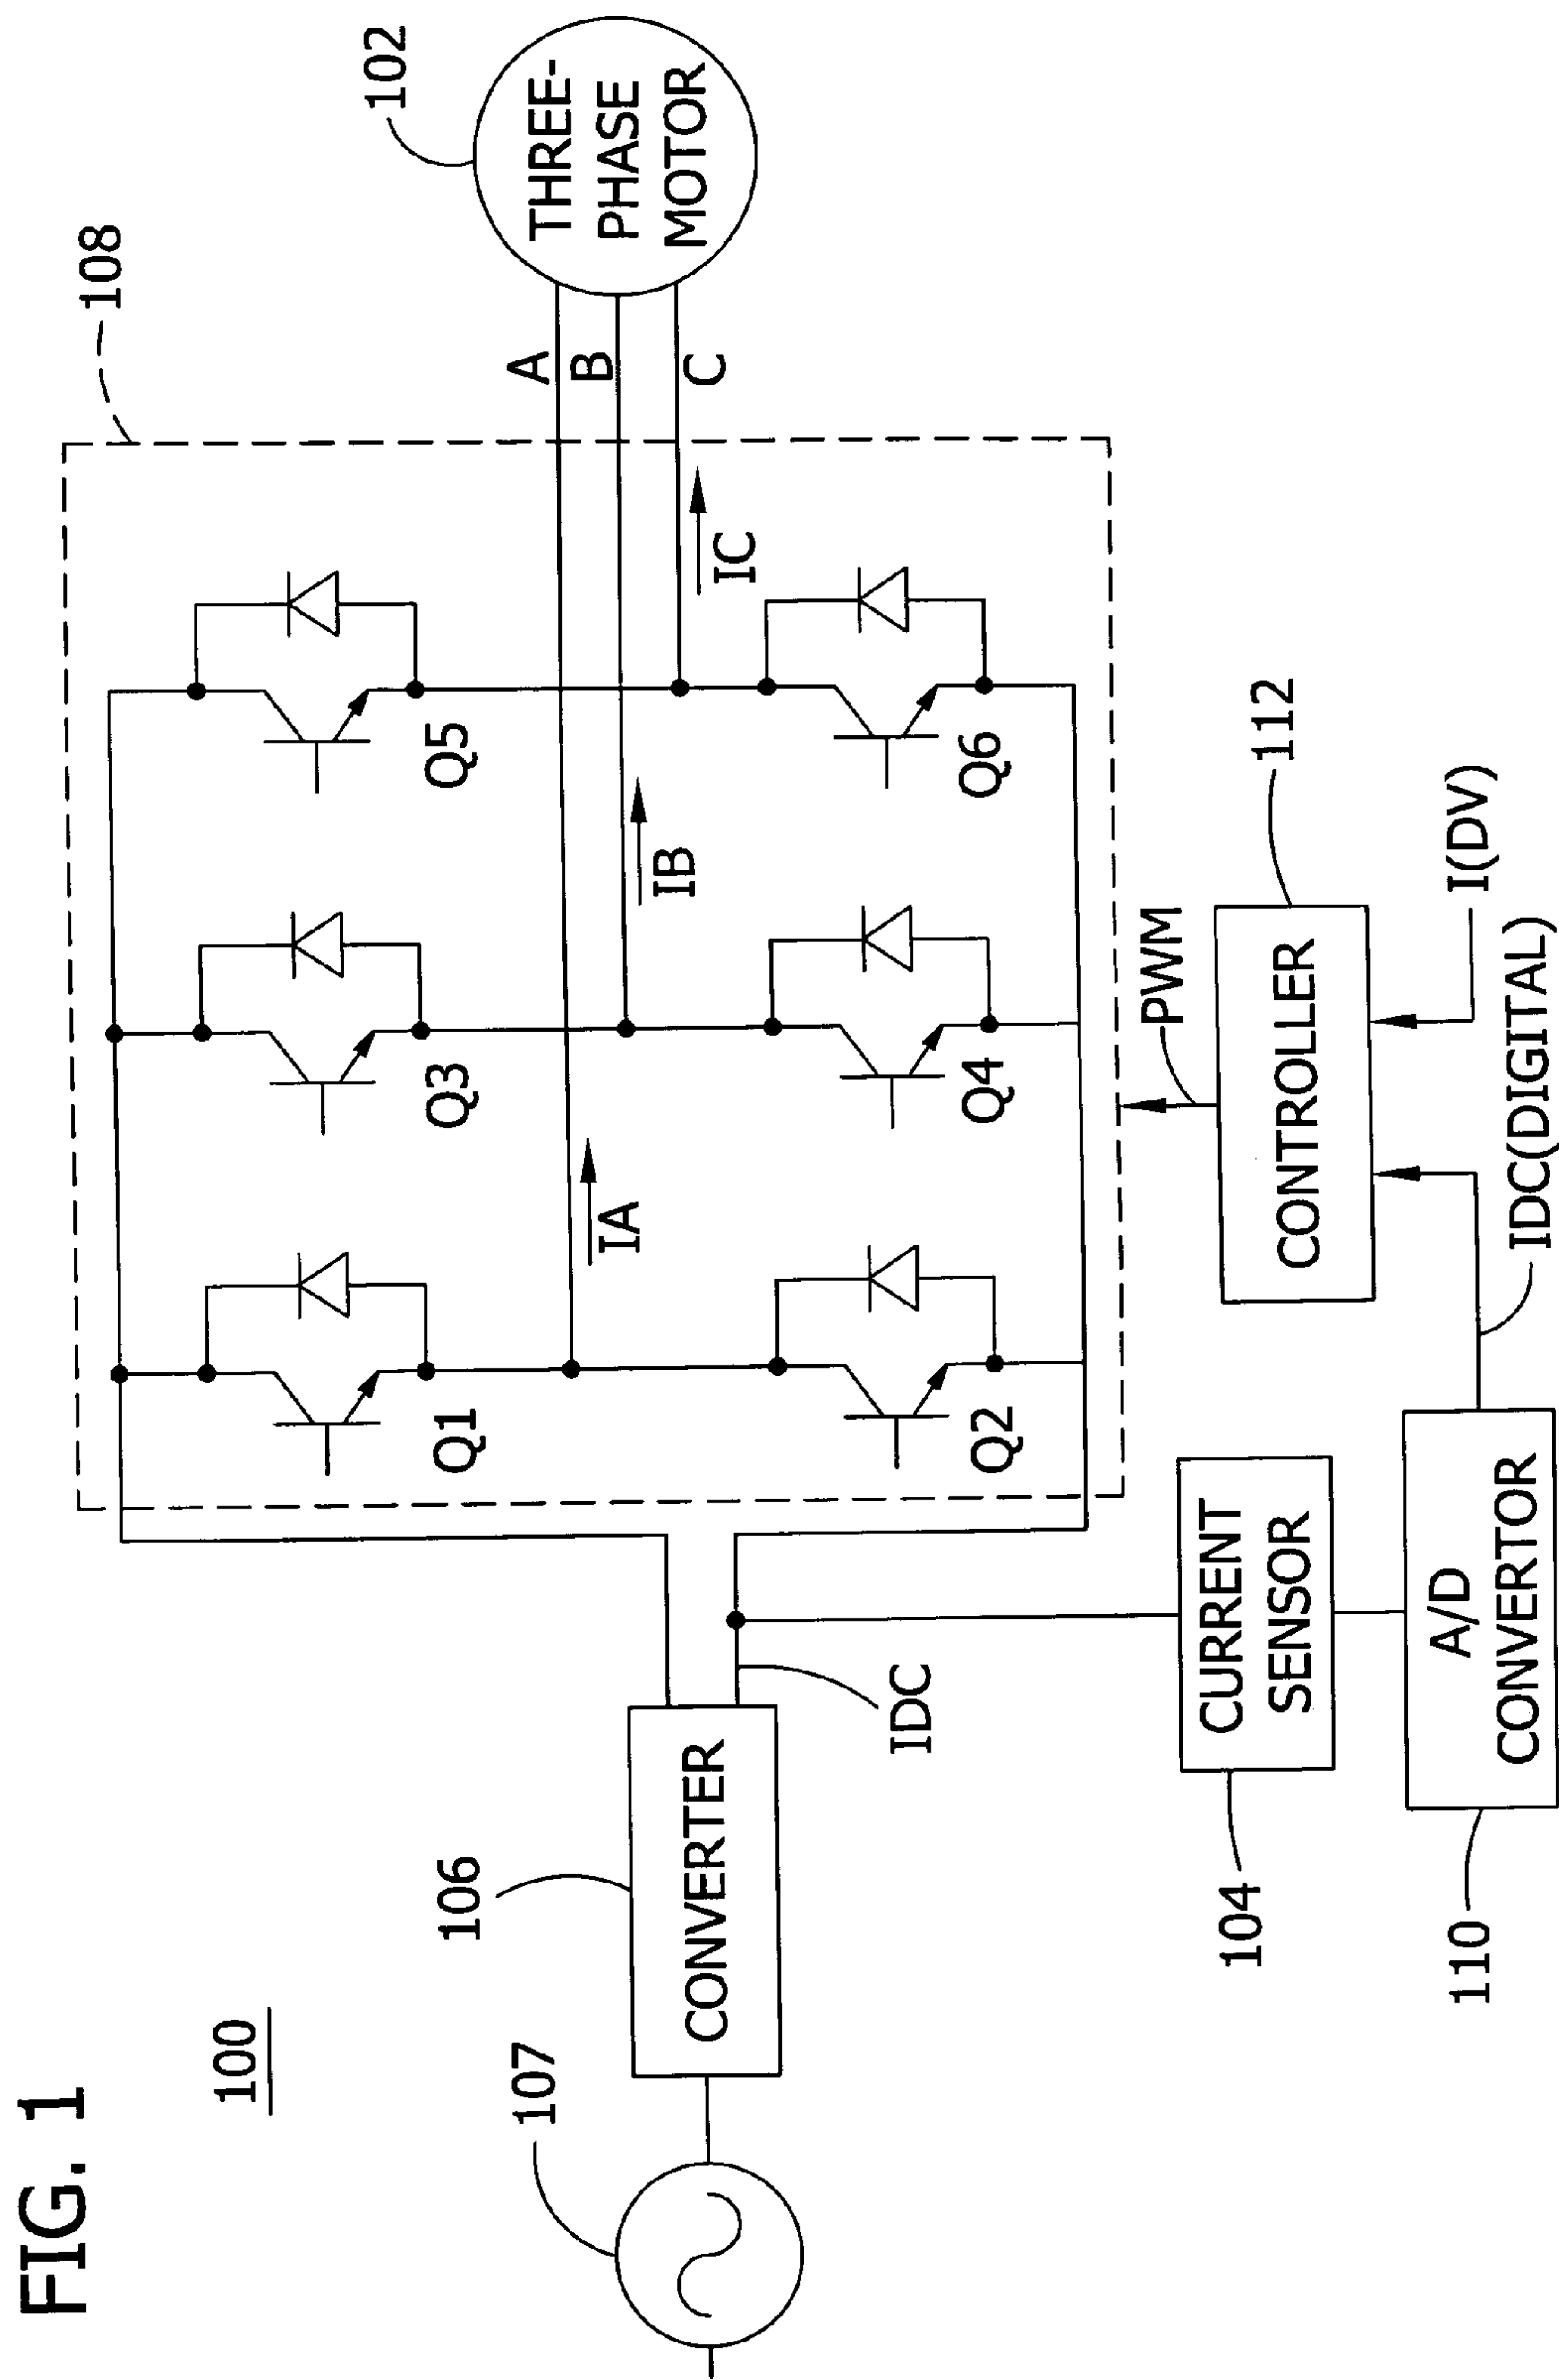 FIG. 1
100
108
102
THREE-
PHASE
MOTOR
A
B
C
Q1
Q3
Q5
IA
IB
IC
Q2
Q4
Q6
107
106
CONVERTER
IDC
PWM
112
CONTROLLER
I(DV)
IDC(DIGITAL)
104
CURRENT
SENSOR
110
A/D
CONVERTOR